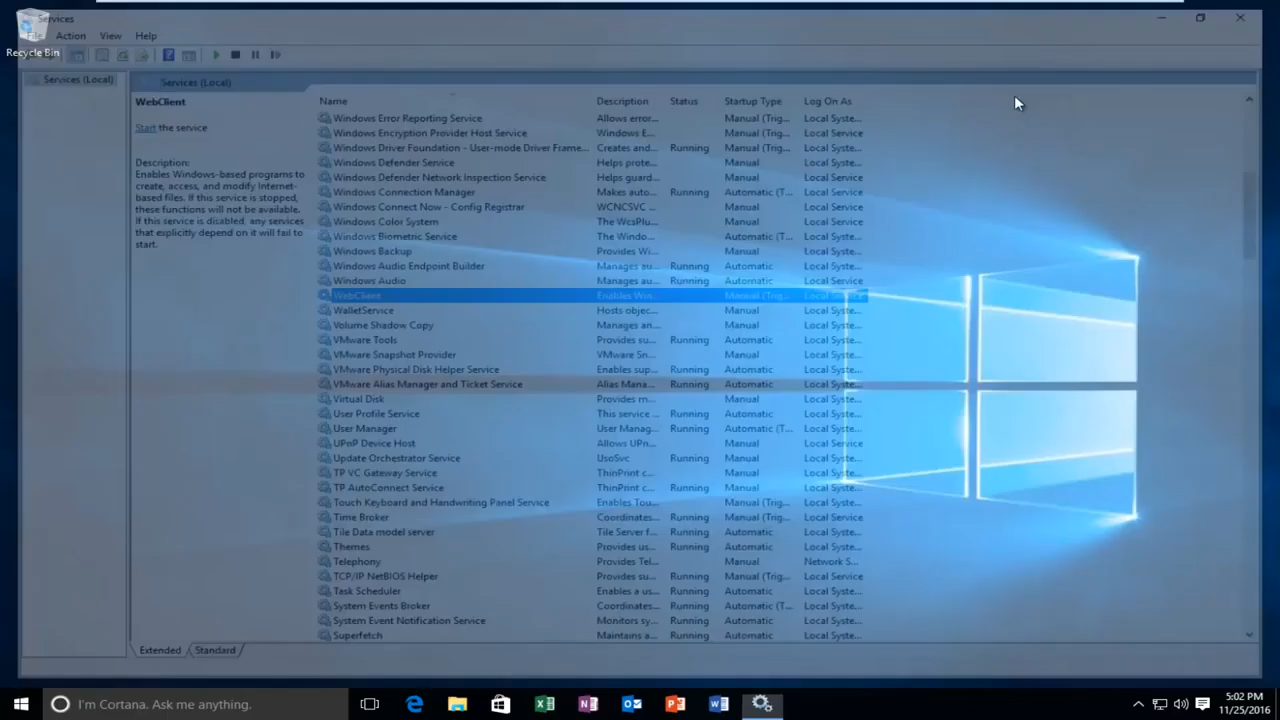 Services
File Action View Help
Recycle Bin
Services (Local)
Services (Local)
WebClient
Start the service
Description:
Enables Windows-based programs to
create, access, and modify Internet-
based files. If this service is stopped,
these functions will not be available.
If this service is disabled, any services
that explicitly depend on it will fail to
start.
Name Description Status Startup Type Log On As
Windows Error Reporting Service Allows error... Manual (Trig... Local Syste...
Windows Encryption Provider Host Service Windows E... Manual (Trig... Local Service
Windows Driver Foundation - User-mode Driver Frame... Creates and... Running Manual (Trig... Local Syste...
Windows Defender Service Helps prote... Manual Local Syste...
Windows Defender Network Inspection Service Helps guard... Manual Local Service
Windows Connection Manager Makes auto... Running Automatic (T... Local Service
Windows Connect Now - Config Registrar WCNCSVC ... Manual Local Service
Windows Color System The WcsPlu... Manual Local Service
Windows Biometric Service The Windo... Automatic (T... Local Syste...
Windows Backup Provides Wi... Manual Local Syste...
Windows Audio Endpoint Builder Manages au... Running Automatic Local Syste...
Windows Audio Manages au... Running Automatic Local Service
WebClient Enables Win... Manual (Trig... Local Service
WalletService Hosts objec... Manual Local Syste...
Volume Shadow Copy Manages an... Manual Local Syste...
VMware Tools Provides su... Running Automatic Local Syste...
VMware Snapshot Provider VMware Sn... Manual Local Syste...
VMware Physical Disk Helper Service Enables sup... Running Automatic Local Syste...
VMware Alias Manager and Ticket Service Alias Mana... Running Automatic Local Syste...
Virtual Disk Provides m... Manual Local Syste...
User Profile Service This service ... Running Automatic Local Syste...
User Manager User Manag... Running Automatic (T... Local Syste...
UPnP Device Host Allows UPn... Manual Local Service
Update Orchestrator Service UsoSvc Running Manual Local Syste...
TP VC Gateway Service ThinPrint c... Manual Local Syste...
TP AutoConnect Service ThinPrint c... Running Manual Local Syste...
Touch Keyboard and Handwriting Panel Service Enables Tou... Running Manual (Trig... Local Syste...
Time Broker Coordinates... Running Manual (Trig... Local Service
Tile Data model server Tile Server f... Running Automatic Local Syste...
Themes Provides us... Running Automatic Local Syste...
Telephony Provides Tel... Manual Network S...
TCP/IP NetBIOS Helper Provides su... Running Manual (Trig... Local Service
Task Scheduler Enables a us... Running Automatic Local Syste...
System Events Broker Coordinates... Running Automatic (T... Local Syste...
System Event Notification Service Monitors sy... Running Automatic Local Syste...
Superfetch Maintains a... Running Automatic Local Syste...
Extended Standard
I'm Cortana. Ask me anything.
5:02 PM
11/25/2016